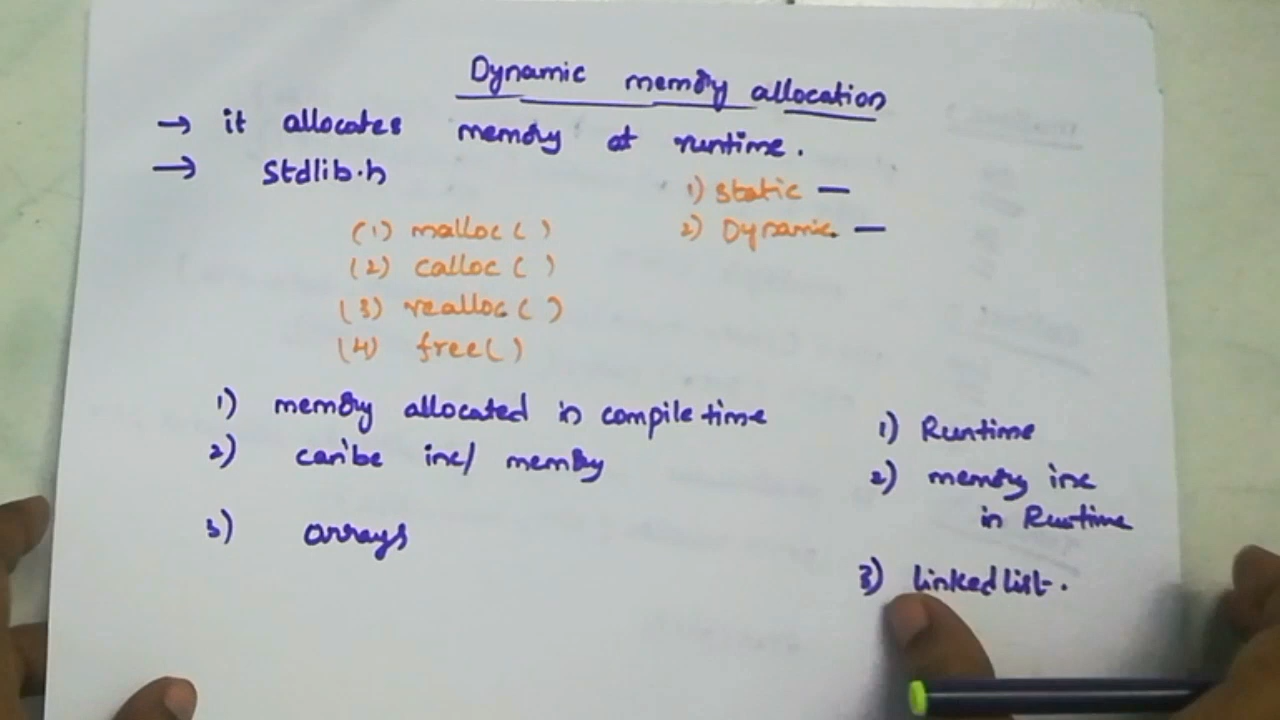 Dynamic memory allocation
→ it allocates memory at runtime.
→ stdlib.h
1) static —
2) Dynamic —
(1) malloc( )
(2) calloc( )
(3) realloc( )
(4) free( )
1) memory allocated in compile time
2) can'be inc/ memory
3) arrays
1) Runtime
2) memory inc
in Runtime
3) linked list.